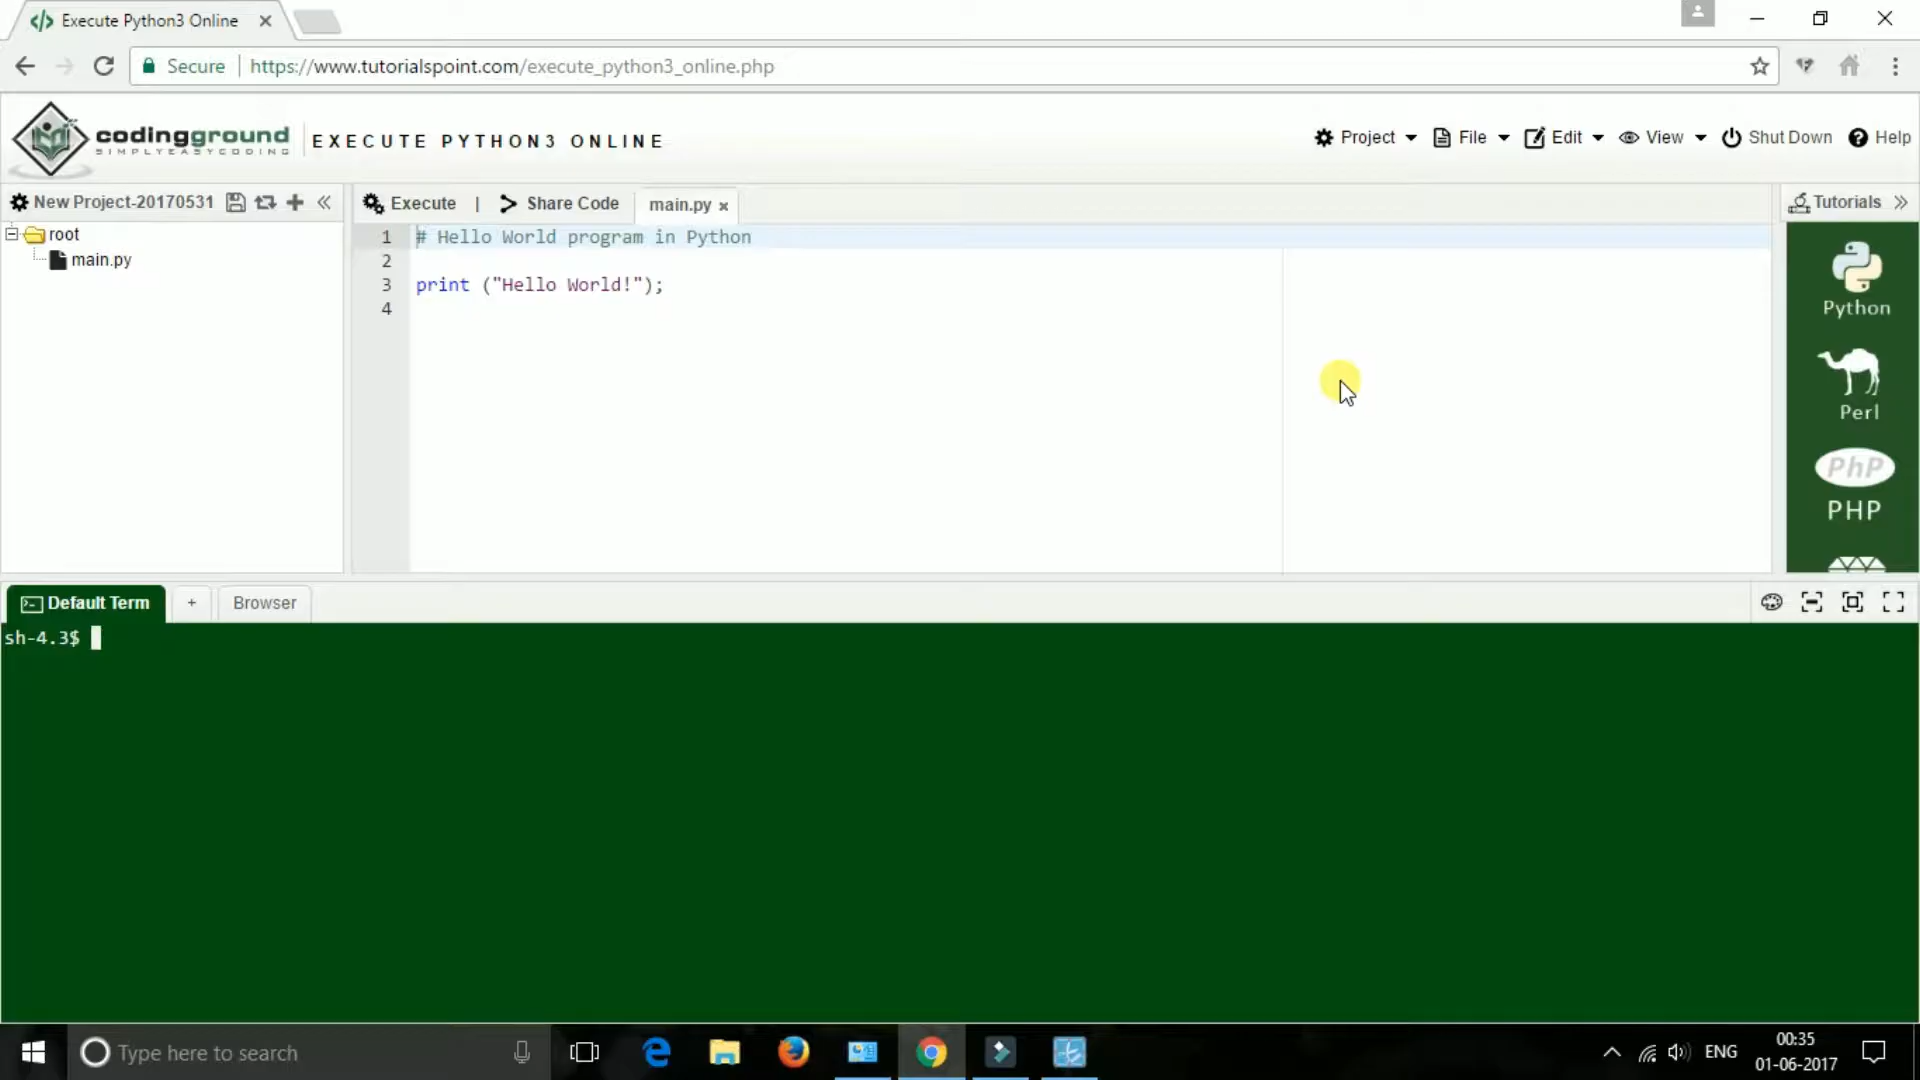 Execute Python3 Online
Secure
https://www.tutorialspoint.com/execute_python3_online.php
codingground
SIMPLYEASYCODING
EXECUTE PYTHON3 ONLINE
Project
File
Edit
View
Shut Down
Help
New Project-20170531
Execute | Share Code
main.py
Tutorials
root
main.py
1 # Hello World program in Python
2
3 print ("Hello World!");
4
Python
Perl
PhP
PHP
Default Term
+
Browser
sh-4.3$
Type here to search
ENG
00:35
01-06-2017